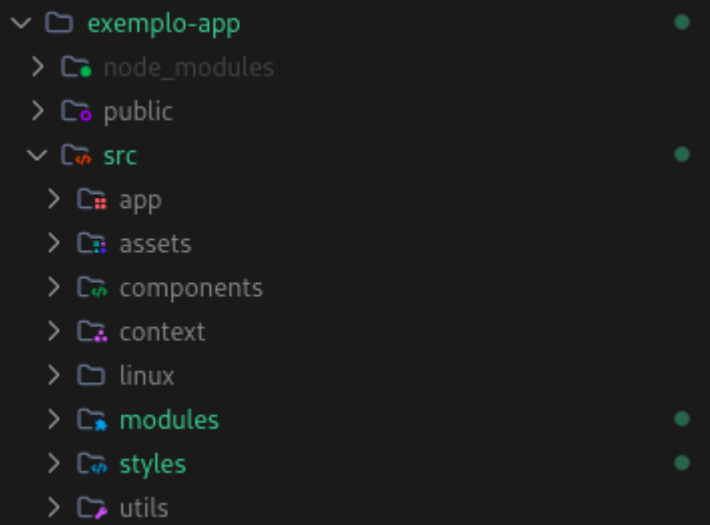 exemplo-app
node_modules
public
src
app
assets
components
context
linux
modules
styles
utils